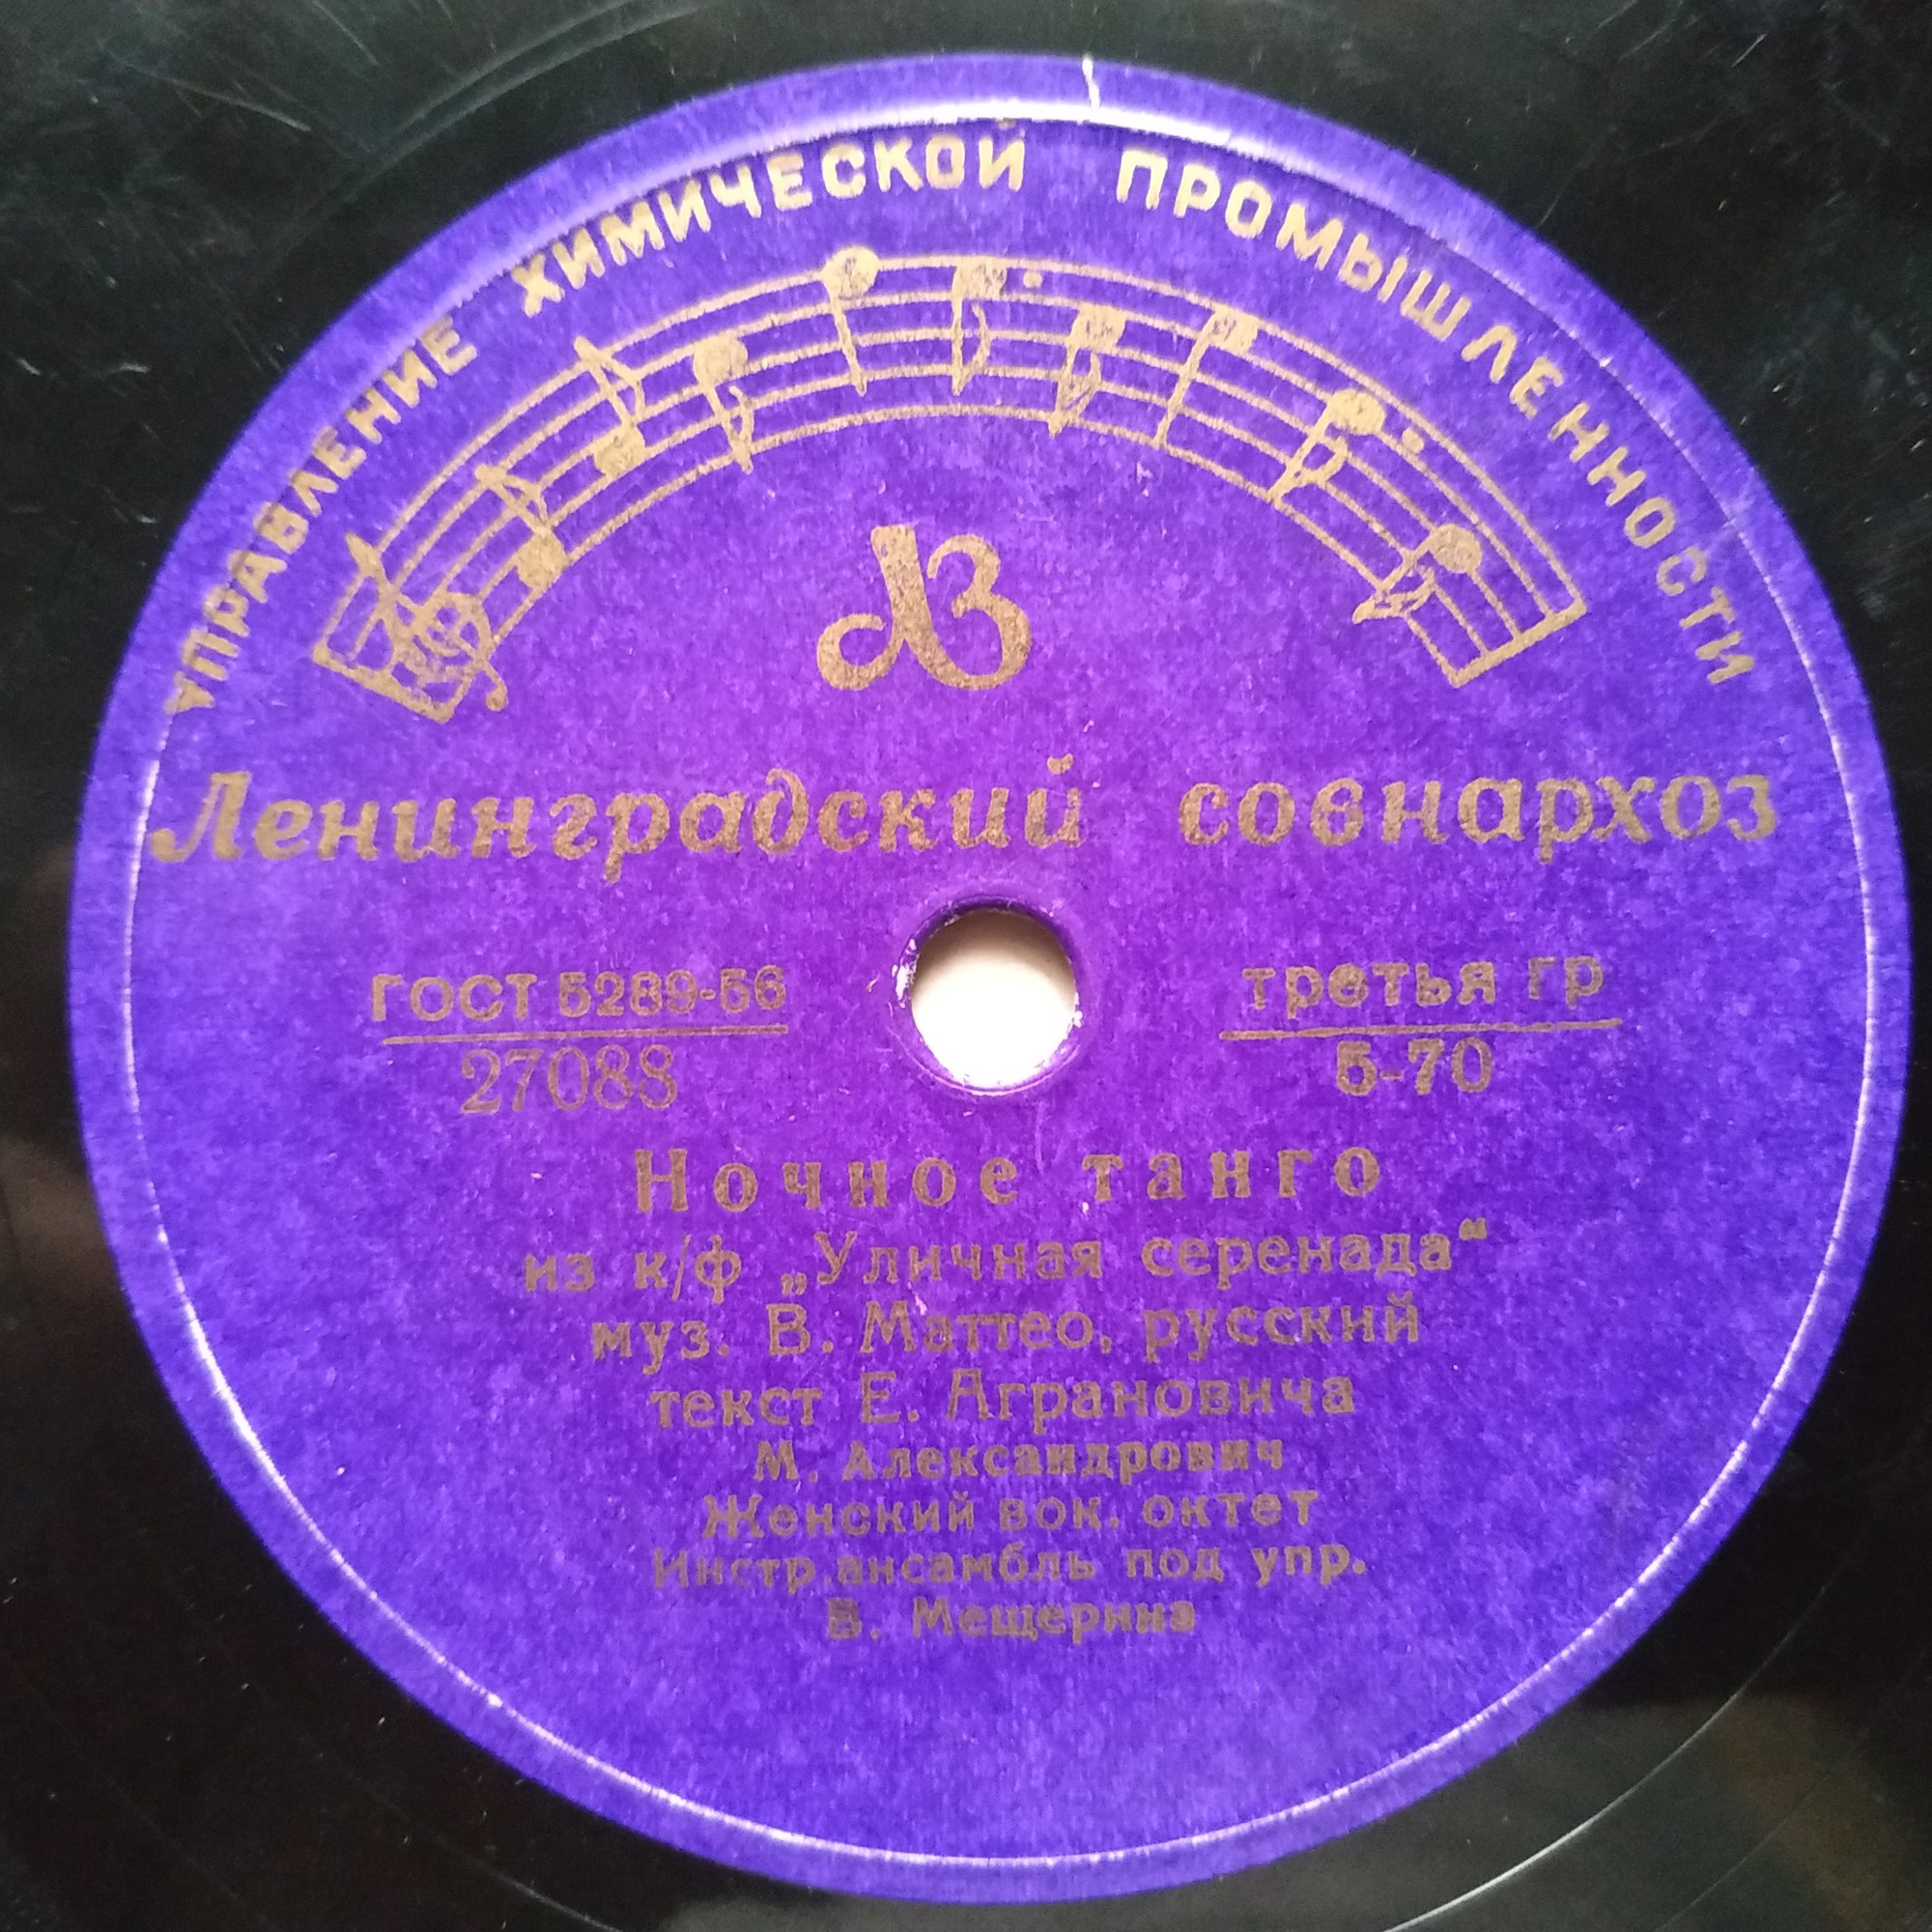 УПРАВЛЕНИЕ ХИМИЧЕСКОЙ ПРОМЫШЛЕННОСТИ
ЛЗ
Ленинградский совнархоз
ГОСТ 5289-56
27088
третья гр
5-70
Ночное танго
из к/ф „Уличная серенада“
муз. В. Маттео, русский
текст Е. Аграновича
М. Александрович
Женский вок. октет
Инстр.ансамбль под упр.
В. Мещерина